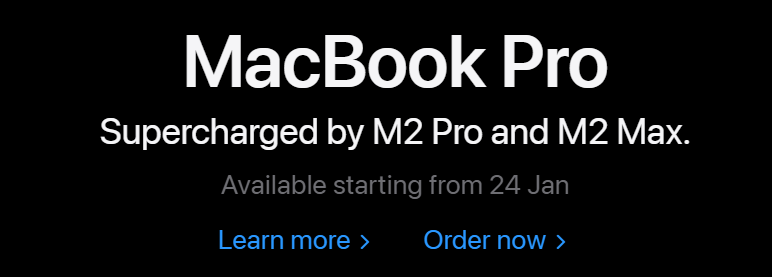 MacBook Pro
Supercharged by M2 Pro and M2 Max.
Available starting from 24 Jan
Learn more > Order now >